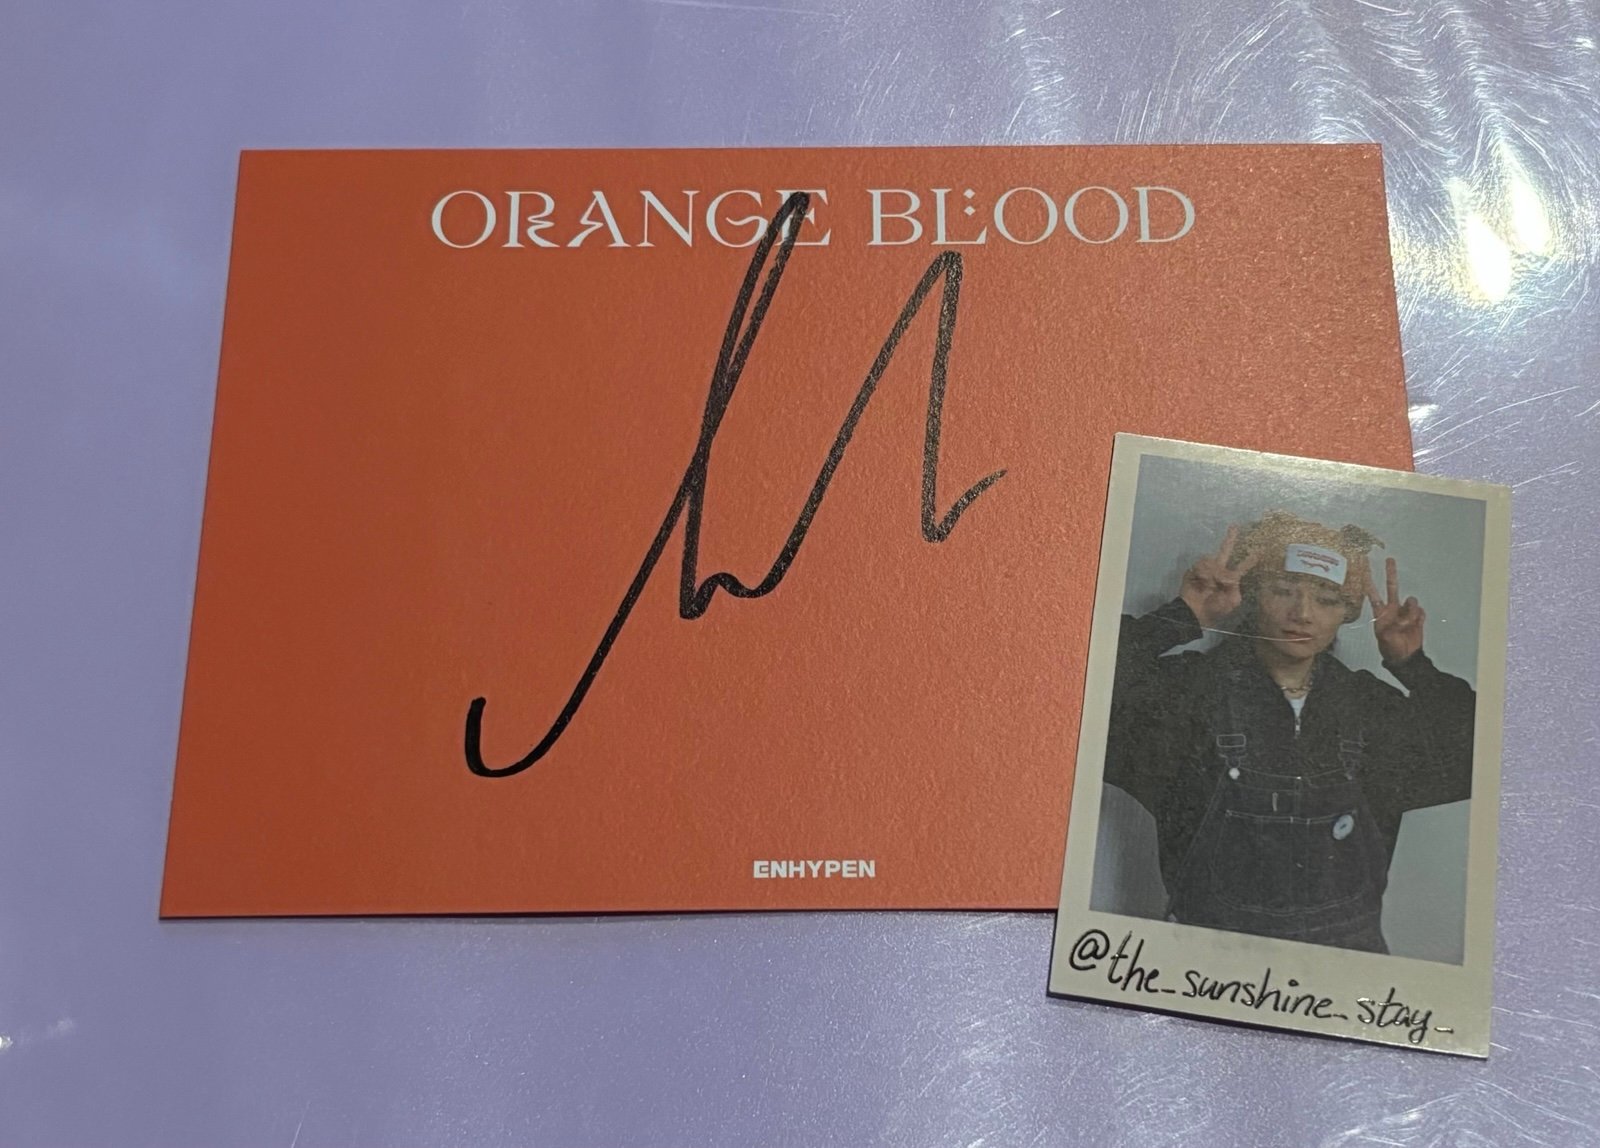 ORANGE BLOOD
ENHYPEN
@the_sunshine_stay_